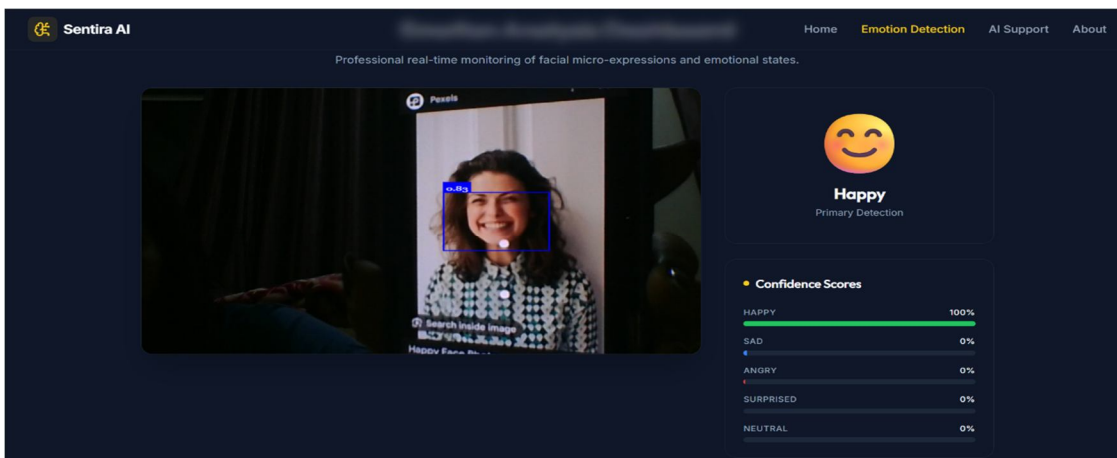 Sentira AI
Home
Emotion Detection
AI Support
About
Professional real-time monitoring of facial micro-expressions and emotional states.
Pexels
0.83
Search inside image
Happy Face
Happy
Primary Detection
Confidence Scores
HAPPY 100%
SAD 0%
ANGRY 0%
SURPRISED 0%
NEUTRAL 0%